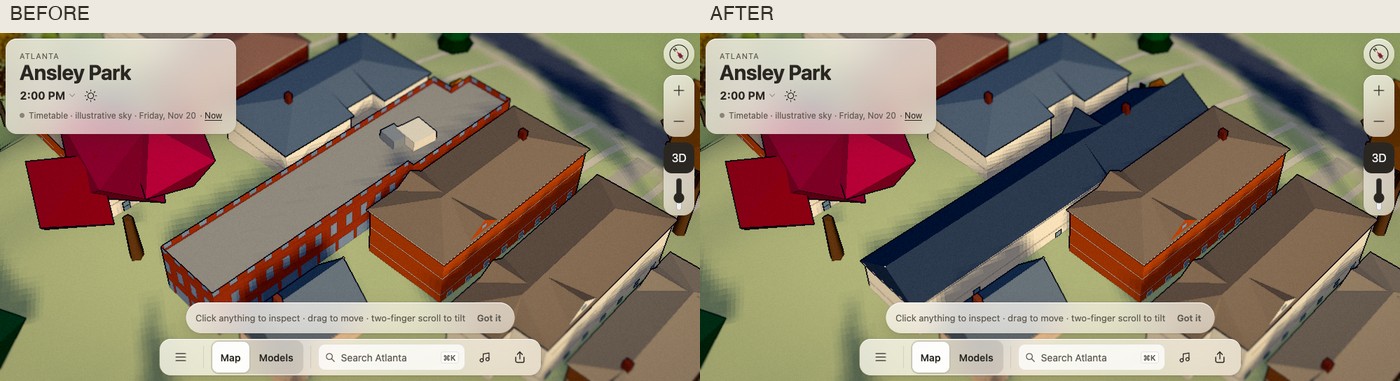 BEFORE
AFTER
ATLANTA
Ansley Park
2:00 PM
Timetable · illustrative sky · Friday, Nov 20 · Now
3D
Click anything to inspect · drag to move · two-finger scroll to tilt Got it
Map Models Search Atlanta ⌘K
ATLANTA
Ansley Park
2:00 PM
Timetable · illustrative sky · Friday, Nov 20 · Now
3D
Click anything to inspect · drag to move · two-finger scroll to tilt Got it
Map Models Search Atlanta ⌘K